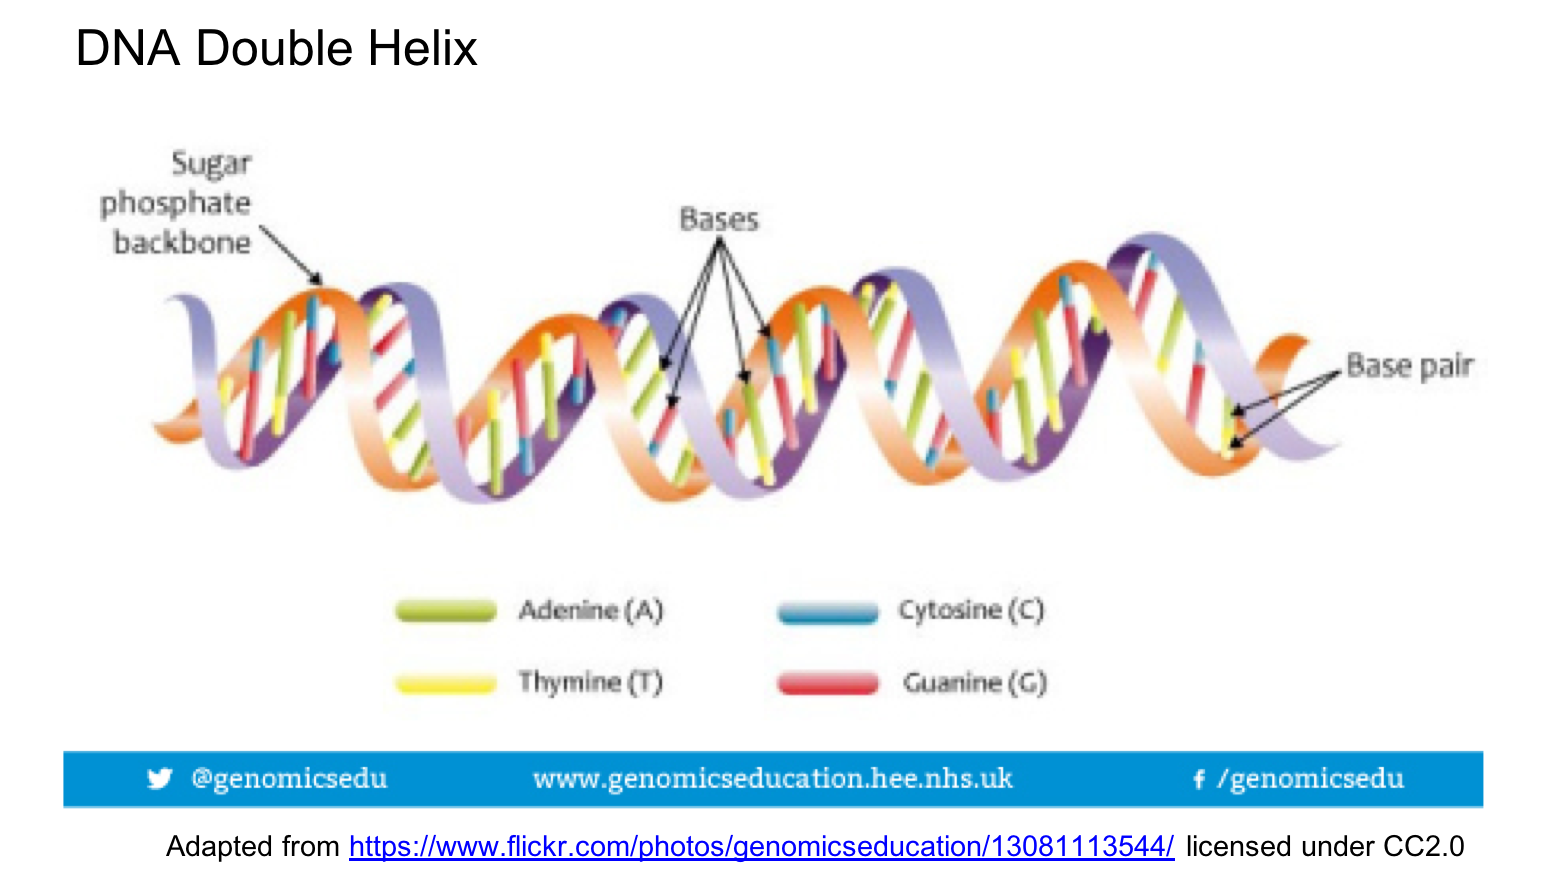 DNA Double Helix
Sugar
phosphate
backbone
Bases
Base pair
Adenine (A)
Cytosine (C)
Thymine (T)
Guanine (G)
@genomicsedu
www.genomicseducation.hee.nhs.uk
/genomicsedu
Adapted from https://www.flickr.com/photos/genomicseducation/13081113544/ licensed under CC2.0